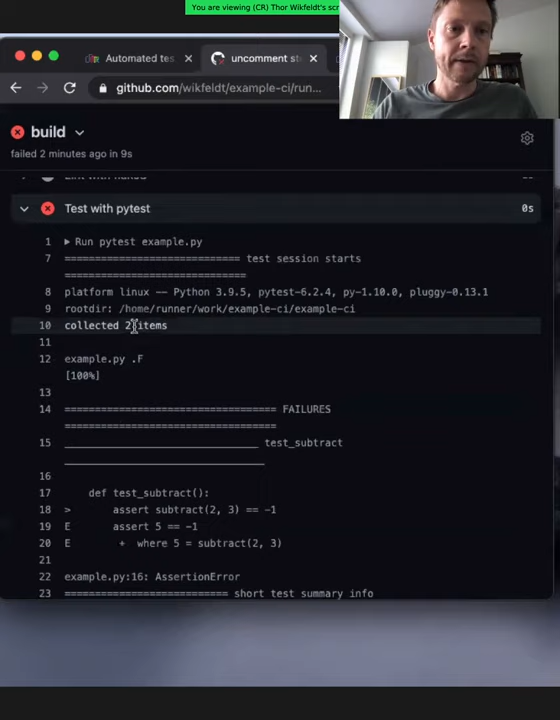 You are viewing (CR) Thor Wikfeldt's scr
Automated tes
uncomment st
github.com/wikfeldt/example-ci/run...
build
failed 2 minutes ago in 9s
Test with pytest
0s
1 Run pytest example.py
7 ============================ test session starts
=============================
8 platform linux -- Python 3.9.5, pytest-6.2.4, py-1.10.0, pluggy-0.13.1
9 rootdir: /home/runner/work/example-ci/example-ci
10 collected 2 items
11
12 example.py .F
[100%]
13
14 =================================== FAILURES
===================================
15 ________________________________ test_subtract
_________________________________
16
17 def test_subtract():
18 > assert subtract(2, 3) == -1
19 E assert 5 == -1
20 E + where 5 = subtract(2, 3)
21
22 example.py:16: AssertionError
23 =========================== short test summary info